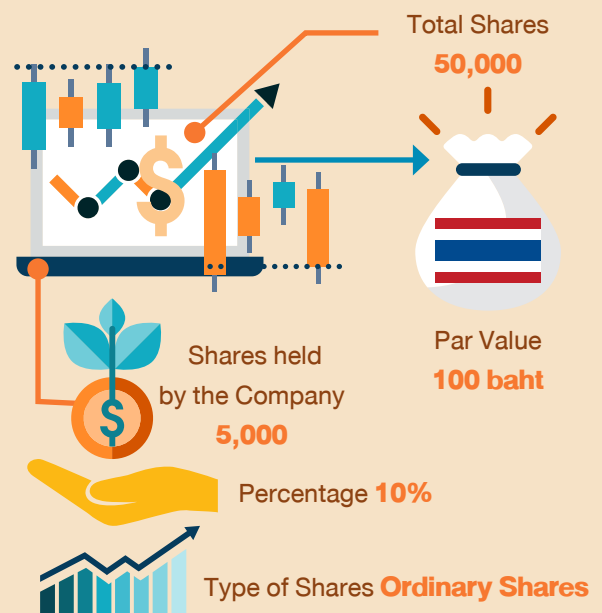 Total Shares
50,000
$
Par Value
100 baht
Shares held
by the Company
5,000
$
Percentage 10%
Type of Shares Ordinary Shares